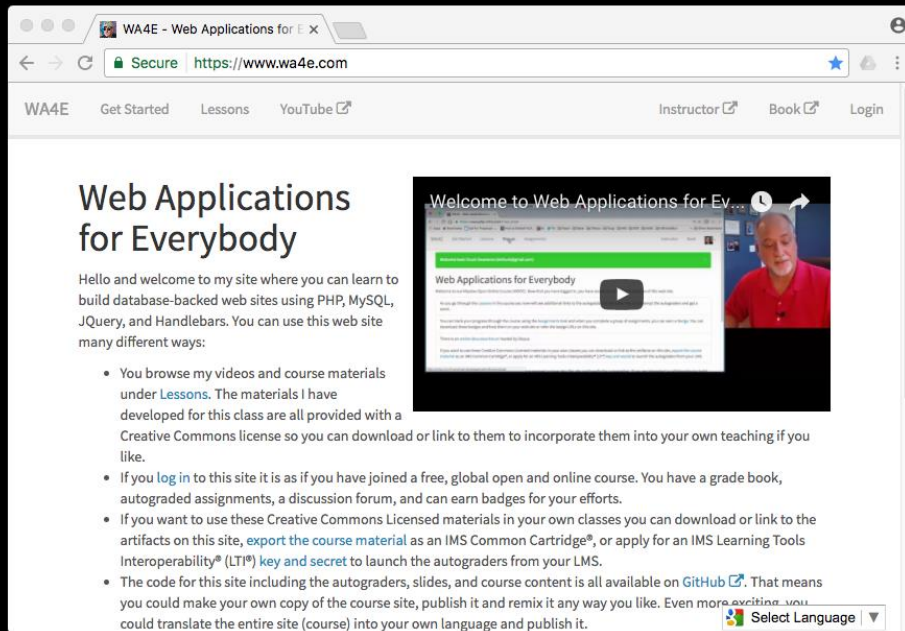 WA4E - Web Applications for E
Secure https://www.wa4e.com
WA4E Get Started Lessons YouTube Instructor Book Login
Web Applications
for Everybody
Hello and welcome to my site where you can learn to
build database-backed web sites using PHP, MySQL,
JQuery, and Handlebars. You can use this web site
many different ways:
• You browse my videos and course materials
under Lessons. The materials I have
developed for this class are all provided with a
Creative Commons license so you can download or link to them to incorporate them into your own teaching if you
like.
• If you log in to this site it is as if you have joined a free, global open and online course. You have a grade book,
autograded assignments, a discussion forum, and can earn badges for your efforts.
• If you want to use these Creative Commons Licensed materials in your own classes you can download or link to the
artifacts on this site, export the course material as an IMS Common Cartridge®, or apply for an IMS Learning Tools
Interoperability® (LTI®) key and secret to launch the autograders from your LMS.
• The code for this site including the autograders, slides, and course content is all available on GitHub. That means
you could make your own copy of the course site, publish it and remix it any way you like. Even more exciting, you
could translate the entire site (course) into your own language and publish it.
Welcome to Web Applications for Ev...
Web Applications for Everybody
Select Language